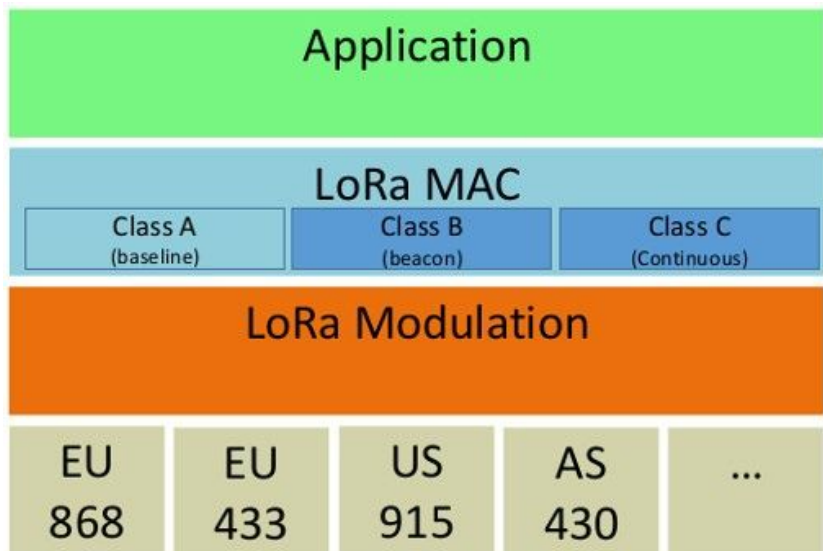 Application
LoRa MAC
Class A
(baseline)
Class B
(beacon)
Class C
(Continuous)
LoRa Modulation
EU
868
EU
433
US
915
AS
430
...